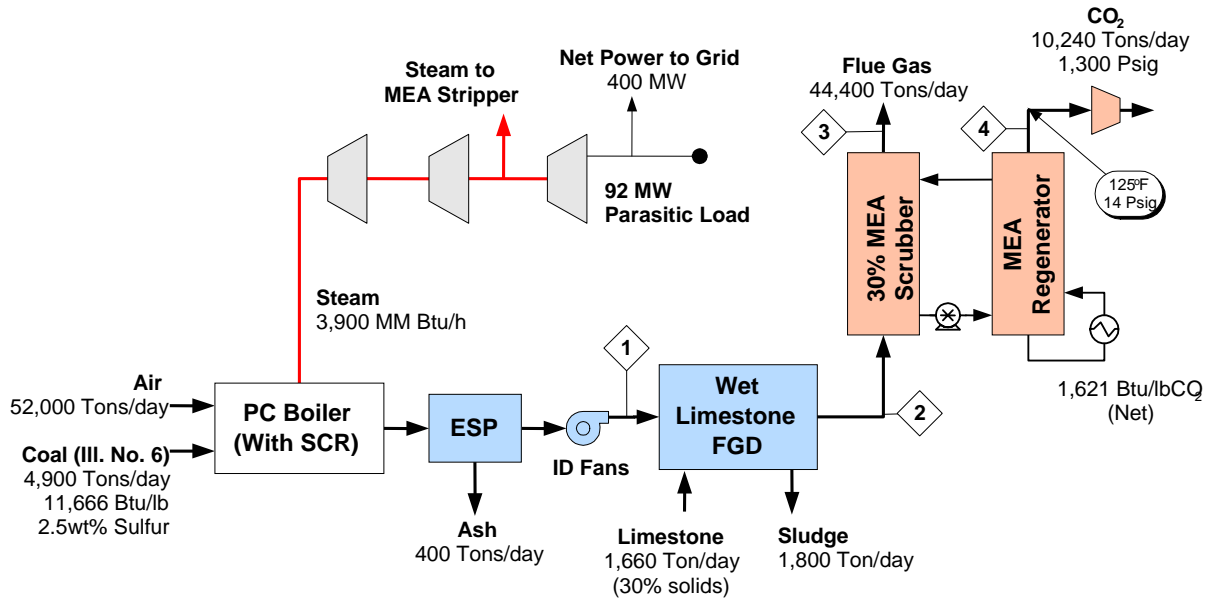 CO2
10,240 Tons/day
1,300 Psig
Net Power to Grid
400 MW
Steam to
MEA Stripper
Flue Gas
44,400 Tons/day
3
4
125ºF
14 Psig
92 MW
Parasitic Load
30% MEA
Scrubber
MEA
Regenerator
Steam
3,900 MM Btu/h
1
Air
52,000 Tons/day
PC Boiler
(With SCR)
ESP
ID Fans
Wet
Limestone
FGD
2
1,621 Btu/lbCO2
(Net)
Coal (Ill. No. 6)
4,900 Tons/day
11,666 Btu/lb
2.5wt% Sulfur
Ash
400 Tons/day
Limestone
1,660 Ton/day
(30% solids)
Sludge
1,800 Ton/day